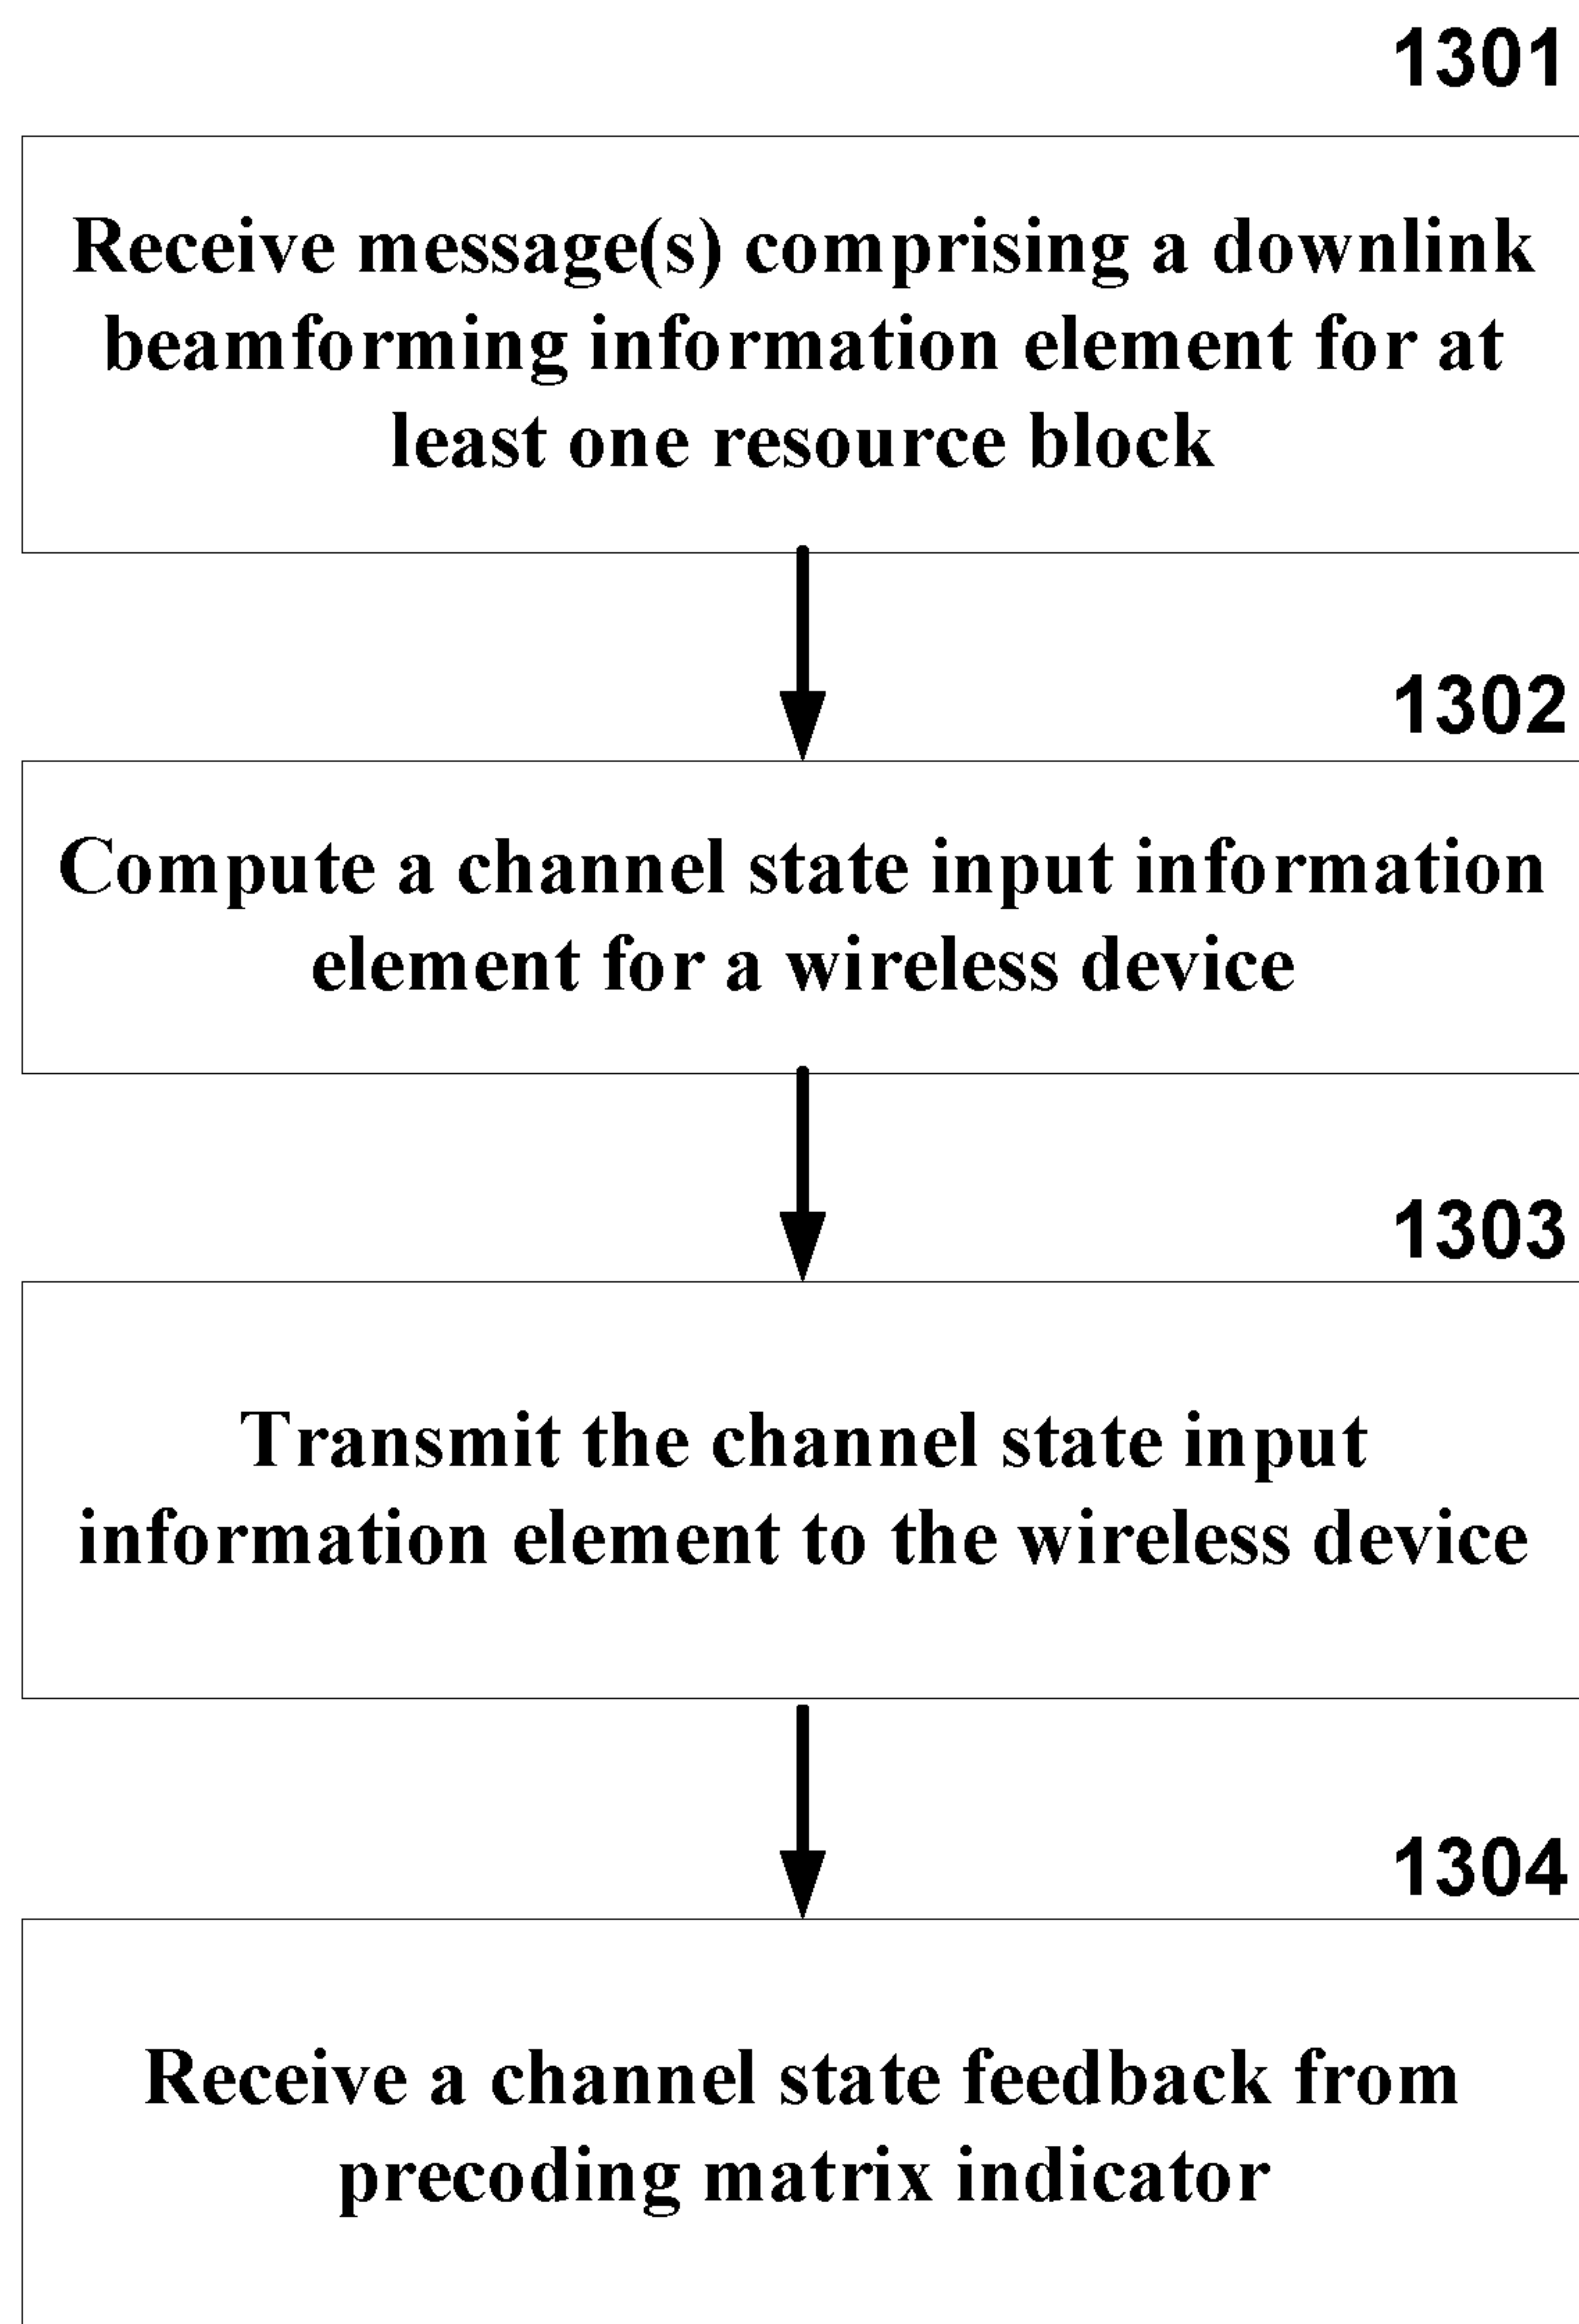 1301
Receive message(s) comprising a downlink
beamforming information element for at
least one resource block
1302
Compute a channel state input information
element for a wireless device
1303
Transmit the channel state input
information element to the wireless device
1304
Receive a channel state feedback from
precoding matrix indicator